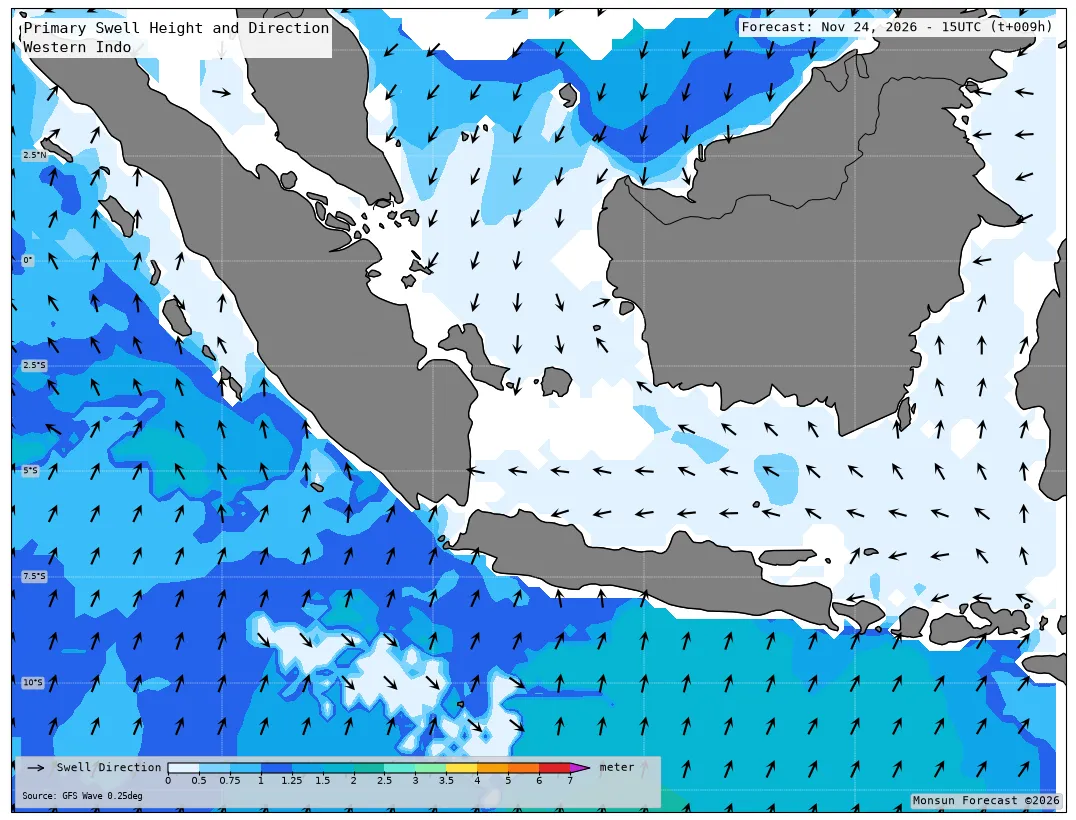 Primary Swell Height and Direction
Western Indo
Forecast: Nov 24, 2026 - 15UTC (t+009h)
2.5°N
0°
2.5°S
5°S
7.5°S
10°S
Swell Direction
0 0.5 0.75 1 1.25 1.5 2 2.5 3 3.5 4 5 6 7
meter
Source: GFS Wave 0.25deg
Monsun Forecast ©2026